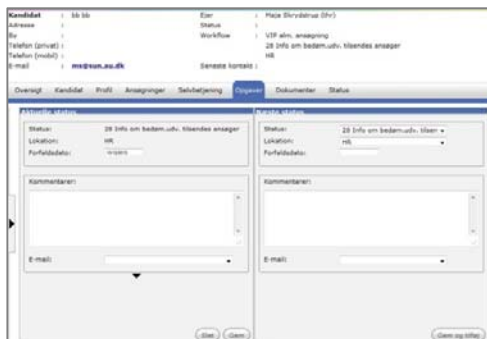 Kandidat : bb bb Ejer : Maja Skrydstrup (hr)
Adresse : Status :
By : Workflow : VIP alm. ansøgning
Telefon (privat) : 28 Info om bedøm.udv. tilsendes ansøger
Telefon (mobil) : HR
E-mail : ms@sun.au.dk Seneste kontakt :
Oversigt Kandidat Profil Ansøgninger Selvbetjening Opgaver Dokumenter Status
Aktuelle status Næste status
Status: 28 Info om bedøm.udv. tilsendes ansøger Status: 28 Info om bedøm.udv. tilsen
Lokation: HR Lokation: HR
Forfaldsdato: Forfaldsdato:
Kommentarer: Kommentarer:
E-mail: E-mail:
Slet Gem Gem og tilføj